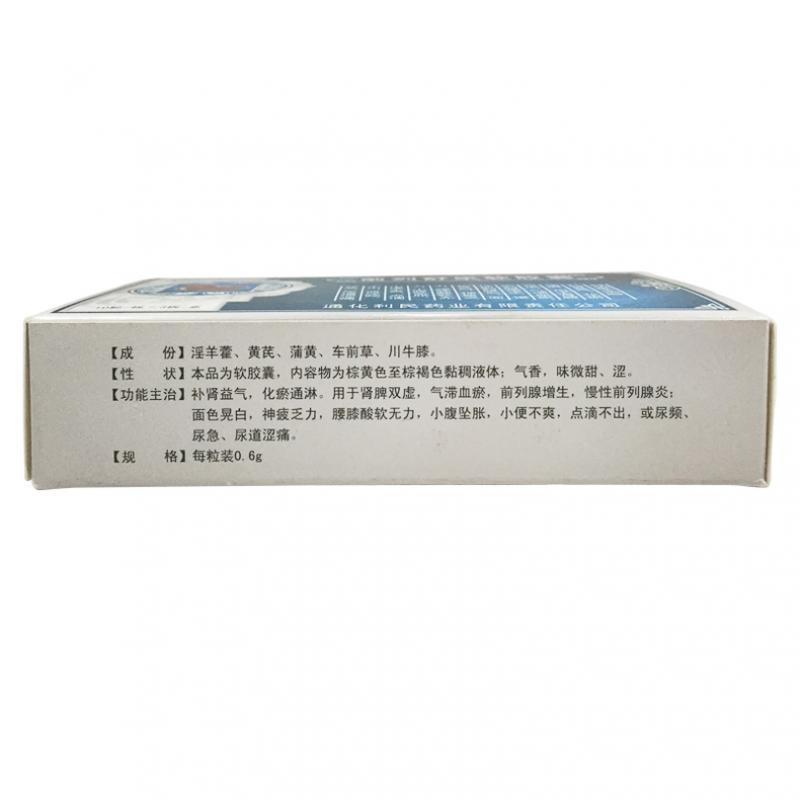 通化利民药业有限责任公司
【成 份】淫羊藿、黄芪、蒲黄、车前草、川牛膝。
【性 状】本品为软胶囊，内容物为棕黄色至棕褐色黏稠液体；气香，味微甜、涩。
【功能主治】补肾益气，化瘀通淋。用于肾脾双虚，气滞血瘀，前列腺增生，慢性前列腺炎；
面色晃白，神疲乏力，腰膝酸软无力，小腹坠胀，小便不爽，点滴不出，或尿频、
尿急、尿道涩痛。
【规 格】每粒装0.6g